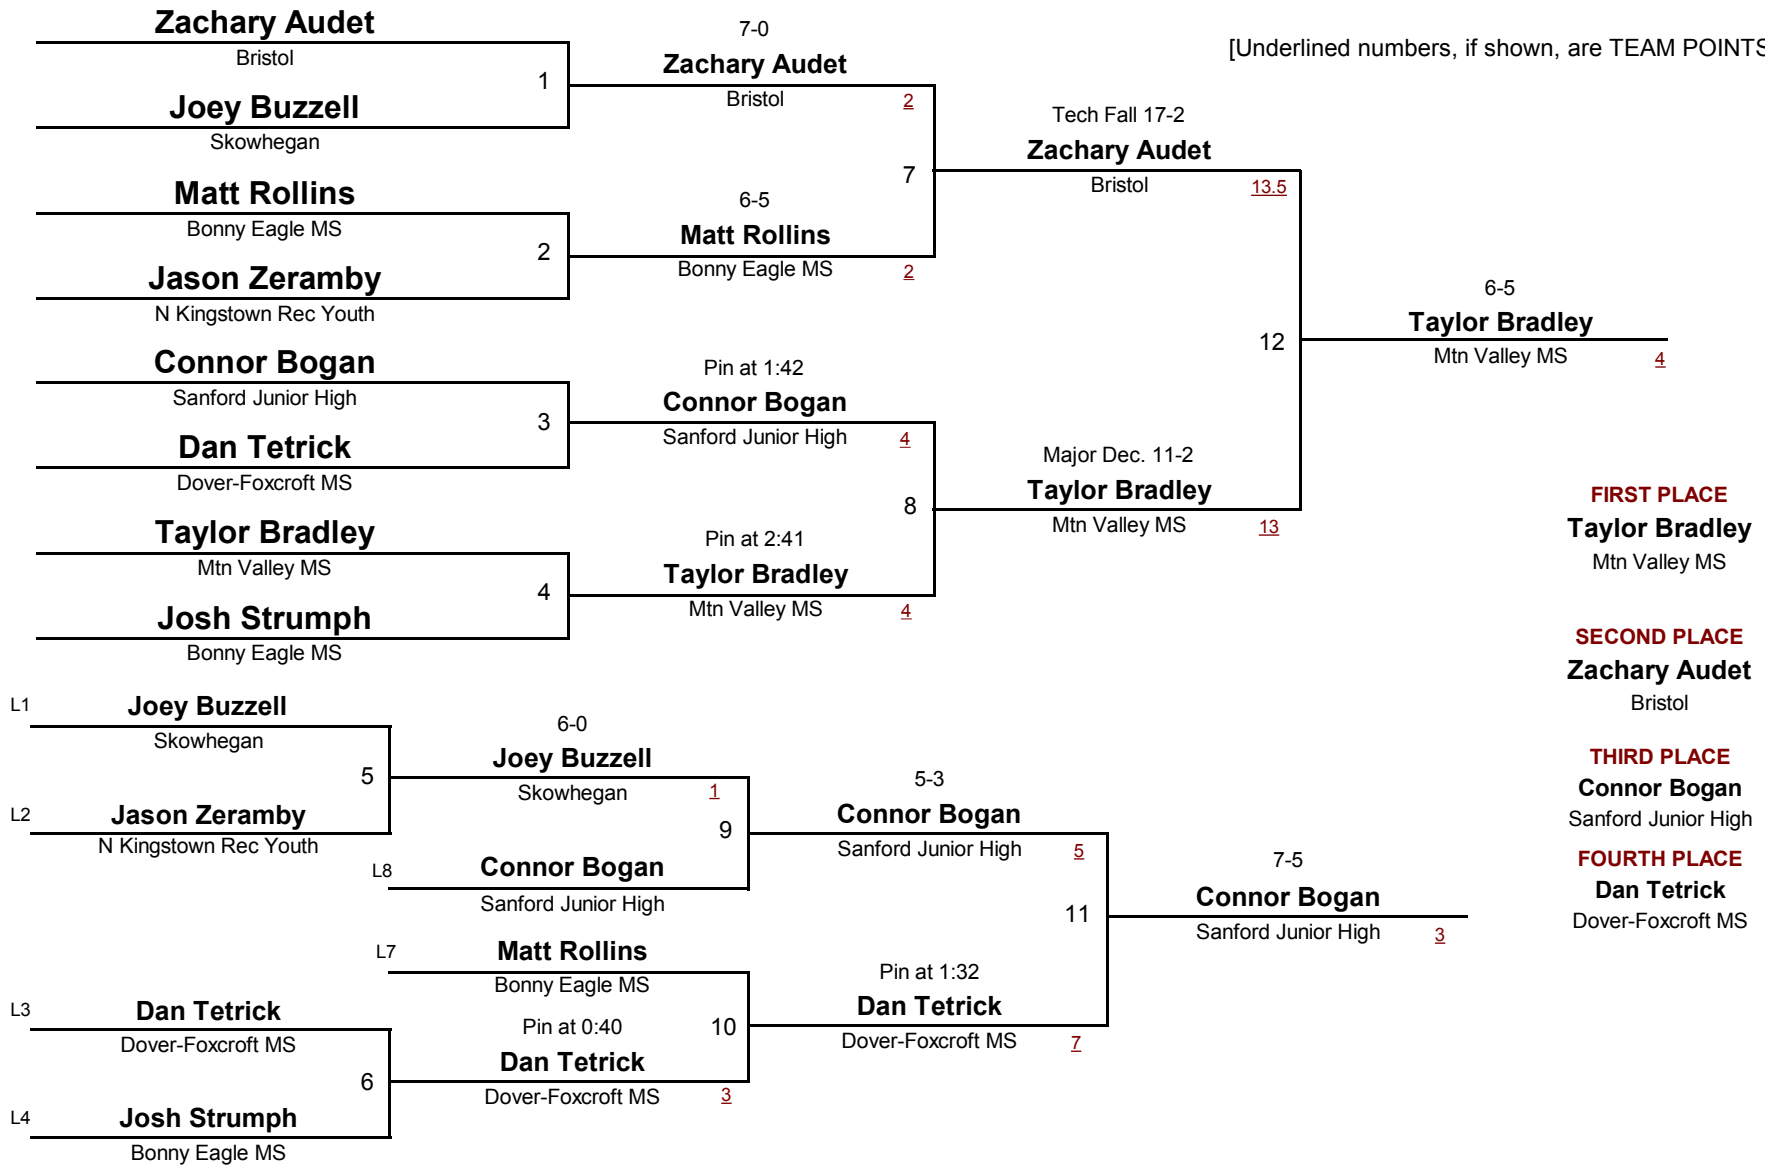 Zachary Audet
Bristol
1
Joey Buzzell
Skowhegan
Matt Rollins
Bonny Eagle MS
2
Jason Zeramby
N Kingstown Rec Youth
Connor Bogan
Sanford Junior High
3
Dan Tetrick
Dover-Foxcroft MS
Taylor Bradley
Mtn Valley MS
4
Josh Strumph
Bonny Eagle MS
7-0
Zachary Audet
Bristol 2
7
6-5
Matt Rollins
Bonny Eagle MS 2
Pin at 1:42
Connor Bogan
Sanford Junior High 4
8
Pin at 2:41
Taylor Bradley
Mtn Valley MS 4
[Underlined numbers, if shown, are TEAM POINTS
Tech Fall 17-2
Zachary Audet
Bristol 13.5
12
Major Dec. 11-2
Taylor Bradley
Mtn Valley MS 13
6-5
Taylor Bradley
Mtn Valley MS 4
FIRST PLACE
Taylor Bradley
Mtn Valley MS
SECOND PLACE
Zachary Audet
Bristol
THIRD PLACE
Connor Bogan
Sanford Junior High
FOURTH PLACE
Dan Tetrick
Dover-Foxcroft MS
L1 Joey Buzzell
Skowhegan
5
L2 Jason Zeramby
N Kingstown Rec Youth
L3 Dan Tetrick
Dover-Foxcroft MS
6
L4 Josh Strumph
Bonny Eagle MS
6-0
Joey Buzzell
Skowhegan 1
9
L8 Connor Bogan
Sanford Junior High
L7 Matt Rollins
Bonny Eagle MS
Pin at 0:40 10
Dan Tetrick
Dover-Foxcroft MS 3
5-3
Connor Bogan
Sanford Junior High 5
11
Pin at 1:32
Dan Tetrick
Dover-Foxcroft MS 7
7-5
Connor Bogan
Sanford Junior High 3